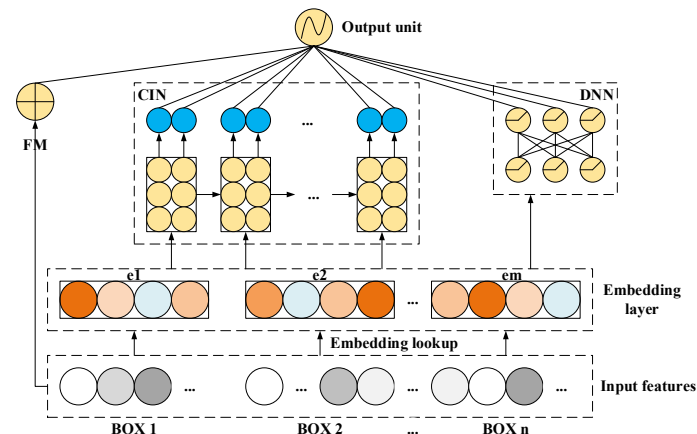 Output unit
CIN
DNN
...
FM
...
e1
e2
em
...
Embedding
layer
Embedding lookup
...
...
...
...
Input features
BOX 1
BOX 2
...
BOX n